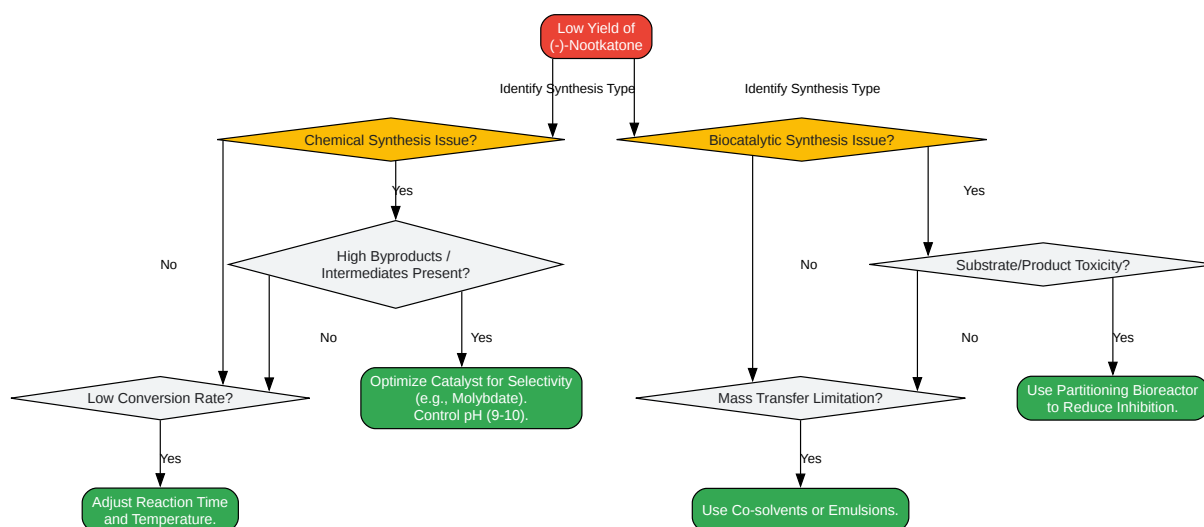 Low Yield of
(-)-Nootkatone
Identify Synthesis Type
Identify Synthesis Type
Chemical Synthesis Issue?
Biocatalytic Synthesis Issue?
Yes
Yes
High Byproducts /
Intermediates Present?
No
No
Substrate/Product Toxicity?
No
Yes
No
Yes
Low Conversion Rate?
Optimize Catalyst for Selectivity
(e.g., Molybdate).
Control pH (9-10).
Mass Transfer Limitation?
Use Partitioning Bioreactor
to Reduce Inhibition.
Yes
Yes
Adjust Reaction Time
and Temperature.
Use Co-solvents or Emulsions.